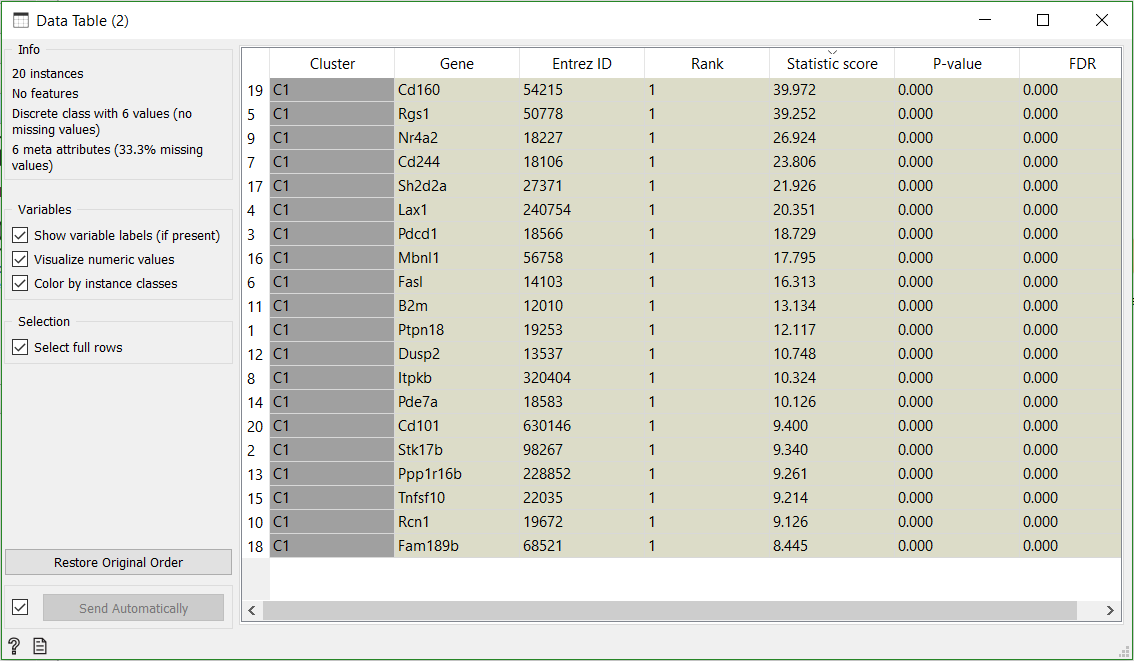 Data Table (2)
Info
20 instances
No features
Discrete class with 6 values (no
missing values)
6 meta attributes (33.3% missing
values)
Variables
Show variable labels (if present)
Visualize numeric values
Color by instance classes
Selection
Select full rows
Restore Original Order
Send Automatically
Cluster Gene Entrez ID Rank Statistic score P-value FDR
19 C1 Cd160 54215 1 39.972 0.000 0.000
5 C1 Rgs1 50778 1 39.252 0.000 0.000
9 C1 Nr4a2 18227 1 26.924 0.000 0.000
7 C1 Cd244 18106 1 23.806 0.000 0.000
17 C1 Sh2d2a 27371 1 21.926 0.000 0.000
4 C1 Lax1 240754 1 20.351 0.000 0.000
3 C1 Pdcd1 18566 1 18.729 0.000 0.000
16 C1 Mbnl1 56758 1 17.795 0.000 0.000
6 C1 Fasl 14103 1 16.313 0.000 0.000
11 C1 B2m 12010 1 13.134 0.000 0.000
1 C1 Ptpn18 19253 1 12.117 0.000 0.000
12 C1 Dusp2 13537 1 10.748 0.000 0.000
8 C1 Itpkb 320404 1 10.324 0.000 0.000
14 C1 Pde7a 18583 1 10.126 0.000 0.000
20 C1 Cd101 630146 1 9.400 0.000 0.000
2 C1 Stk17b 98267 1 9.340 0.000 0.000
13 C1 Ppp1r16b 228852 1 9.261 0.000 0.000
15 C1 Tnfsf10 22035 1 9.214 0.000 0.000
10 C1 Rcn1 19672 1 9.126 0.000 0.000
18 C1 Fam189b 68521 1 8.445 0.000 0.000